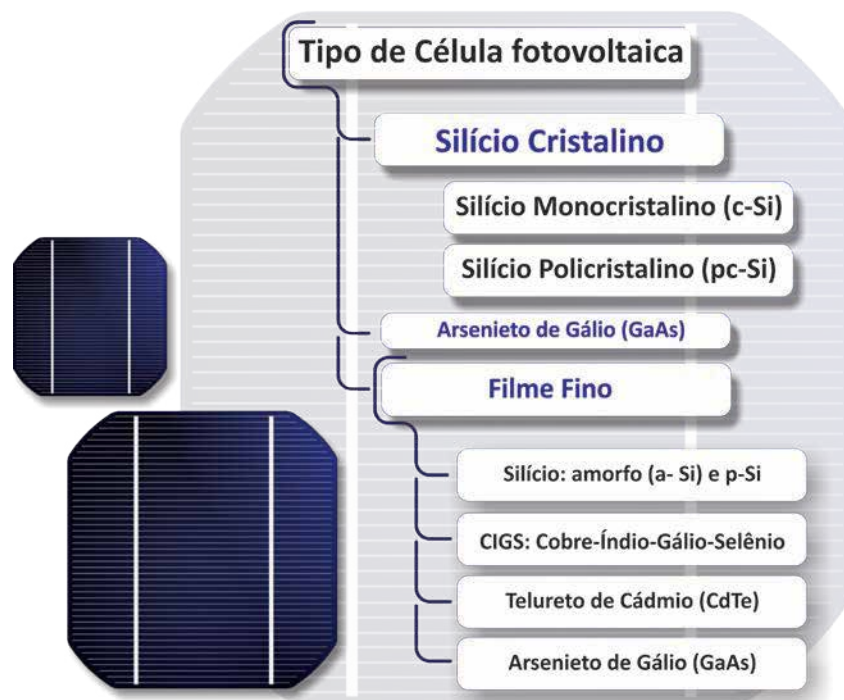 Tipo de Célula fotovoltaica
Silício Cristalino
Silício Monocristalino (c-Si)
Silício Policristalino (pc-Si)
Arsenieto de Gálio (GaAs)
Filme Fino
Silício: amorfo (a- Si) e p-Si
CIGS: Cobre-Índio-Gálio-Selênio
Telureto de Cádmio (CdTe)
Arsenieto de Gálio (GaAs)